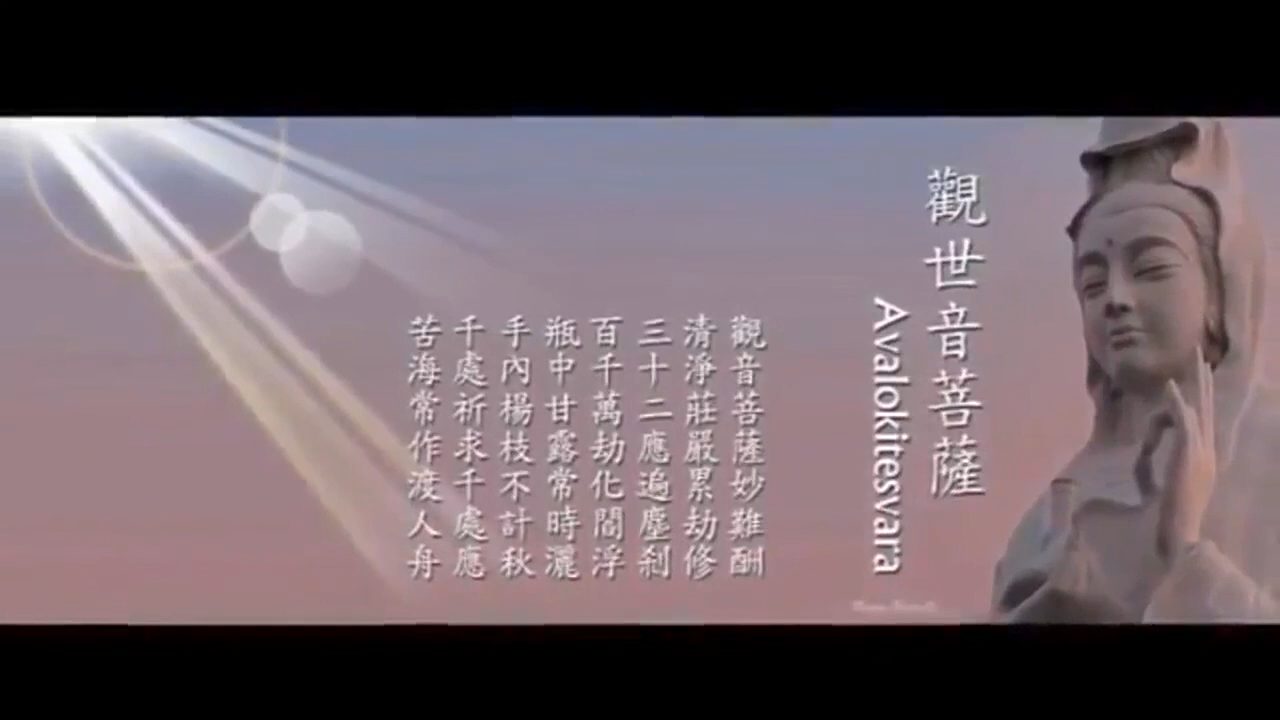 觀世音菩薩
Avalokitesvara
觀音菩薩妙難酬
清淨莊嚴累劫修
三十二應遍塵剎
百千萬劫化閻浮
瓶中甘露常時灑
手內楊枝不計秋
千處祈求千處應
苦海常作渡人舟